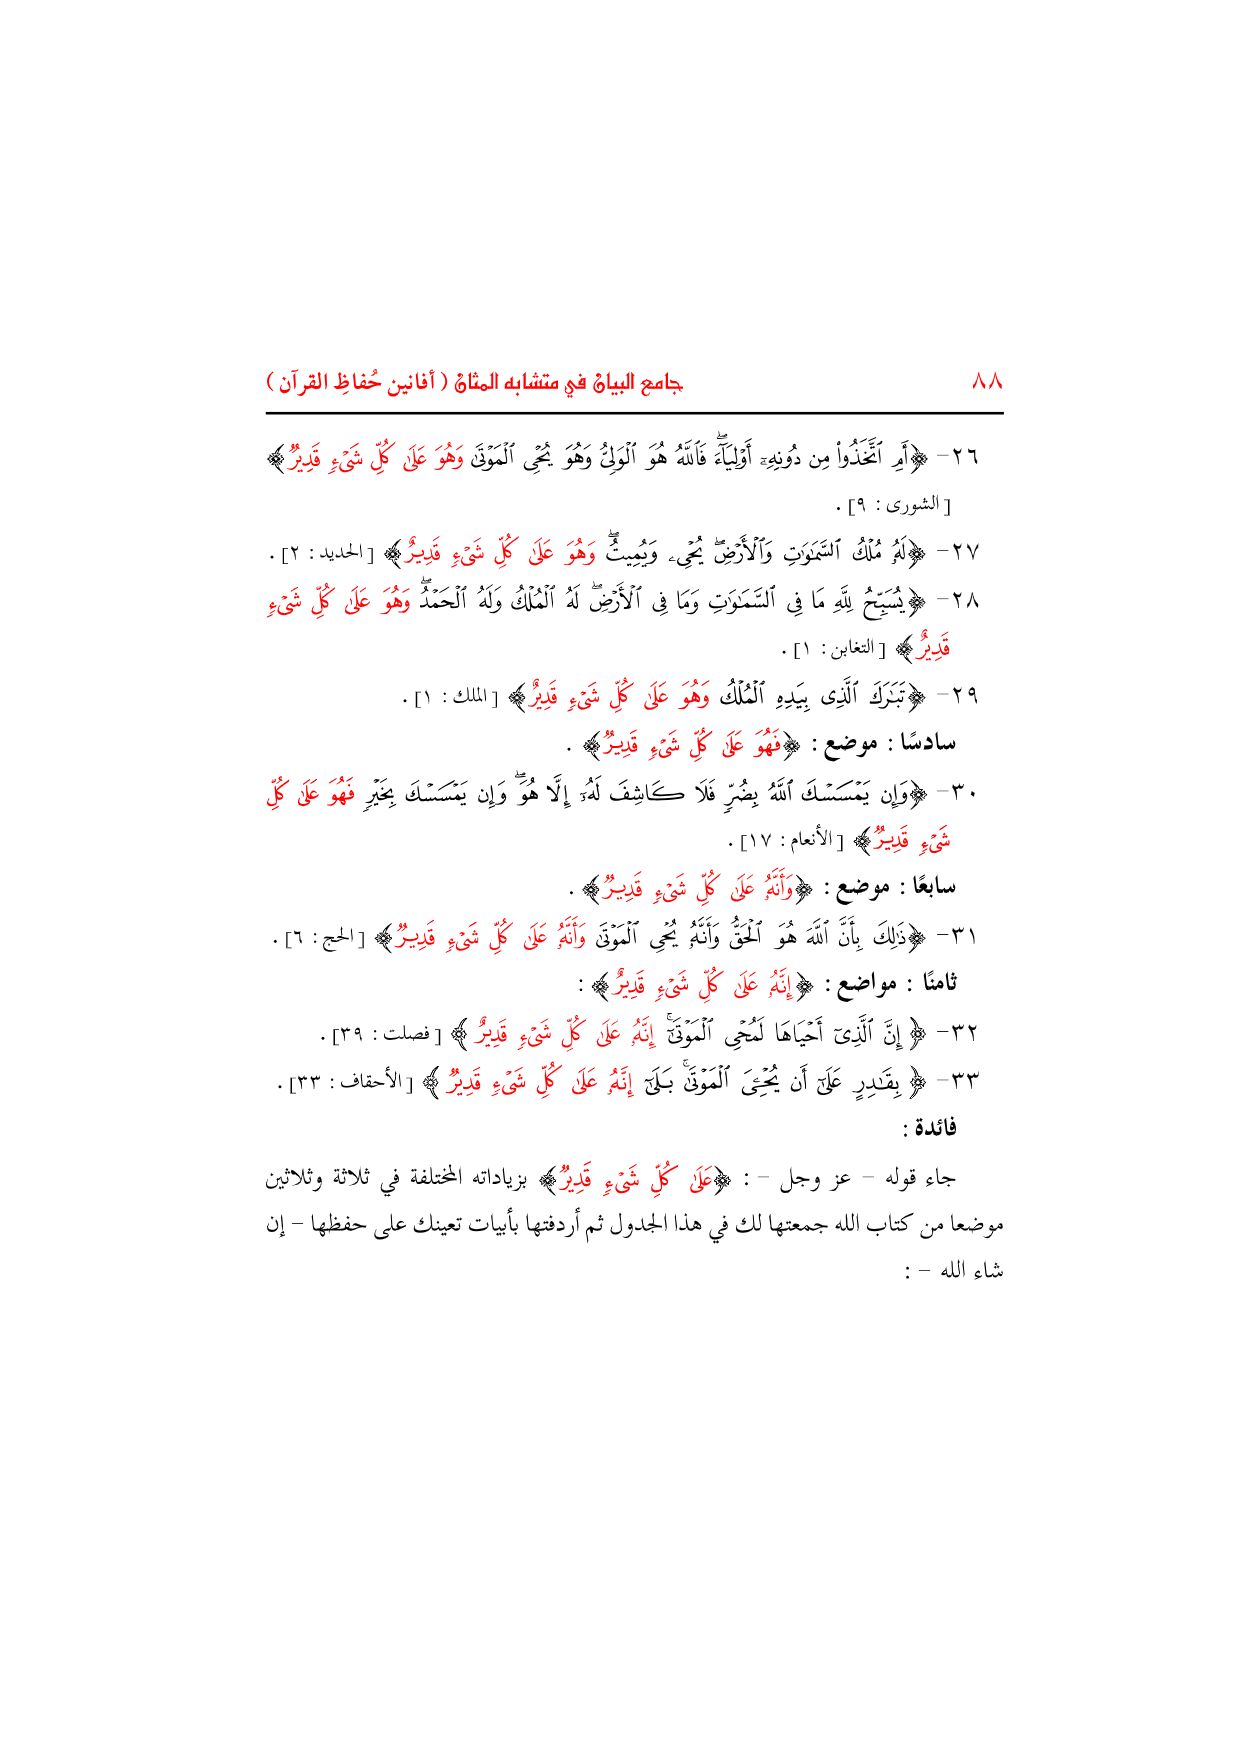 ٨٨ جامع البيان في متشابه المثان ( أفانين حُفاظِ القرآن )
٢٦- ﴿أَمِ ٱتَّخَذُواْ مِن دُونِهِۦٓ أَوۡلِيَآءَۖ فَٱللَّهُ هُوَ ٱلۡوَلِيُّ وَهُوَ يُحۡيِ ٱلۡمَوۡتَىٰ وَهُوَ عَلَىٰ كُلِّ شَيۡءٖ قَدِيرٞ﴾
[ الشورى : ٩] .
٢٧- ﴿لَهُۥ مُلۡكُ ٱلسَّمَٰوَٰتِ وَٱلۡأَرۡضِۖ يُحۡيِۦ وَيُمِيتُۖ وَهُوَ عَلَىٰ كُلِّ شَيۡءٖ قَدِيرٌ﴾ [ الحديد : ٢] .
٢٨- ﴿يُسَبِّحُ لِلَّهِ مَا فِي ٱلسَّمَٰوَٰتِ وَمَا فِي ٱلۡأَرۡضِۖ لَهُ ٱلۡمُلۡكُ وَلَهُ ٱلۡحَمۡدُۖ وَهُوَ عَلَىٰ كُلِّ شَيۡءٖ
قَدِيرٌ﴾ [ التغابن : ١] .
٢٩- ﴿تَبَٰرَكَ ٱلَّذِي بِيَدِهِ ٱلۡمُلۡكُ وَهُوَ عَلَىٰ كُلِّ شَيۡءٖ قَدِيرٌ﴾ [ الملك : ١] .
سادسًا : موضع : ﴿فَهُوَ عَلَىٰ كُلِّ شَيۡءٖ قَدِيرٞ﴾ .
٣٠- ﴿وَإِن يَمۡسَسۡكَ ٱللَّهُ بِضُرّٖ فَلَا كَاشِفَ لَهُۥٓ إِلَّا هُوَۖ وَإِن يَمۡسَسۡكَ بِخَيۡرٖ فَهُوَ عَلَىٰ كُلِّ
شَيۡءٖ قَدِيرٞ﴾ [ الأنعام : ١٧] .
سابعًا : موضع : ﴿وَأَنَّهُۥ عَلَىٰ كُلِّ شَيۡءٖ قَدِيرٞ﴾ .
٣١- ﴿ذَٰلِكَ بِأَنَّ ٱللَّهَ هُوَ ٱلۡحَقُّ وَأَنَّهُۥ يُحۡيِ ٱلۡمَوۡتَىٰ وَأَنَّهُۥ عَلَىٰ كُلِّ شَيۡءٖ قَدِيرٞ﴾ [ الحج : ٦] .
ثامنًا : مواضع : ﴿إِنَّهُۥ عَلَىٰ كُلِّ شَيۡءٖ قَدِيرٌ﴾ :
٣٢- ﴿ إِنَّ ٱلَّذِيٓ أَحۡيَاهَا لَمُحۡيِ ٱلۡمَوۡتَىٰٓۚ إِنَّهُۥ عَلَىٰ كُلِّ شَيۡءٖ قَدِيرٌ ﴾ [ فصلت : ٣٩] .
٣٣- ﴿ بِقَٰدِرٍ عَلَىٰٓ أَن يُحۡـِۧيَ ٱلۡمَوۡتَىٰۚ بَلَىٰٓ إِنَّهُۥ عَلَىٰ كُلِّ شَيۡءٖ قَدِيرٌ ﴾ [ الأحقاف : ٣٣] .
فائدة :
جاء قوله - عز وجل - : ﴿عَلَىٰ كُلِّ شَيۡءٖ قَدِيرٞ﴾ بزياداته المختلفة في ثلاثة وثلاثين
موضعا من كتاب الله جمعتها لك في هذا الجدول ثم أردفتها بأبيات تعينك على حفظها - إن
شاء الله - :